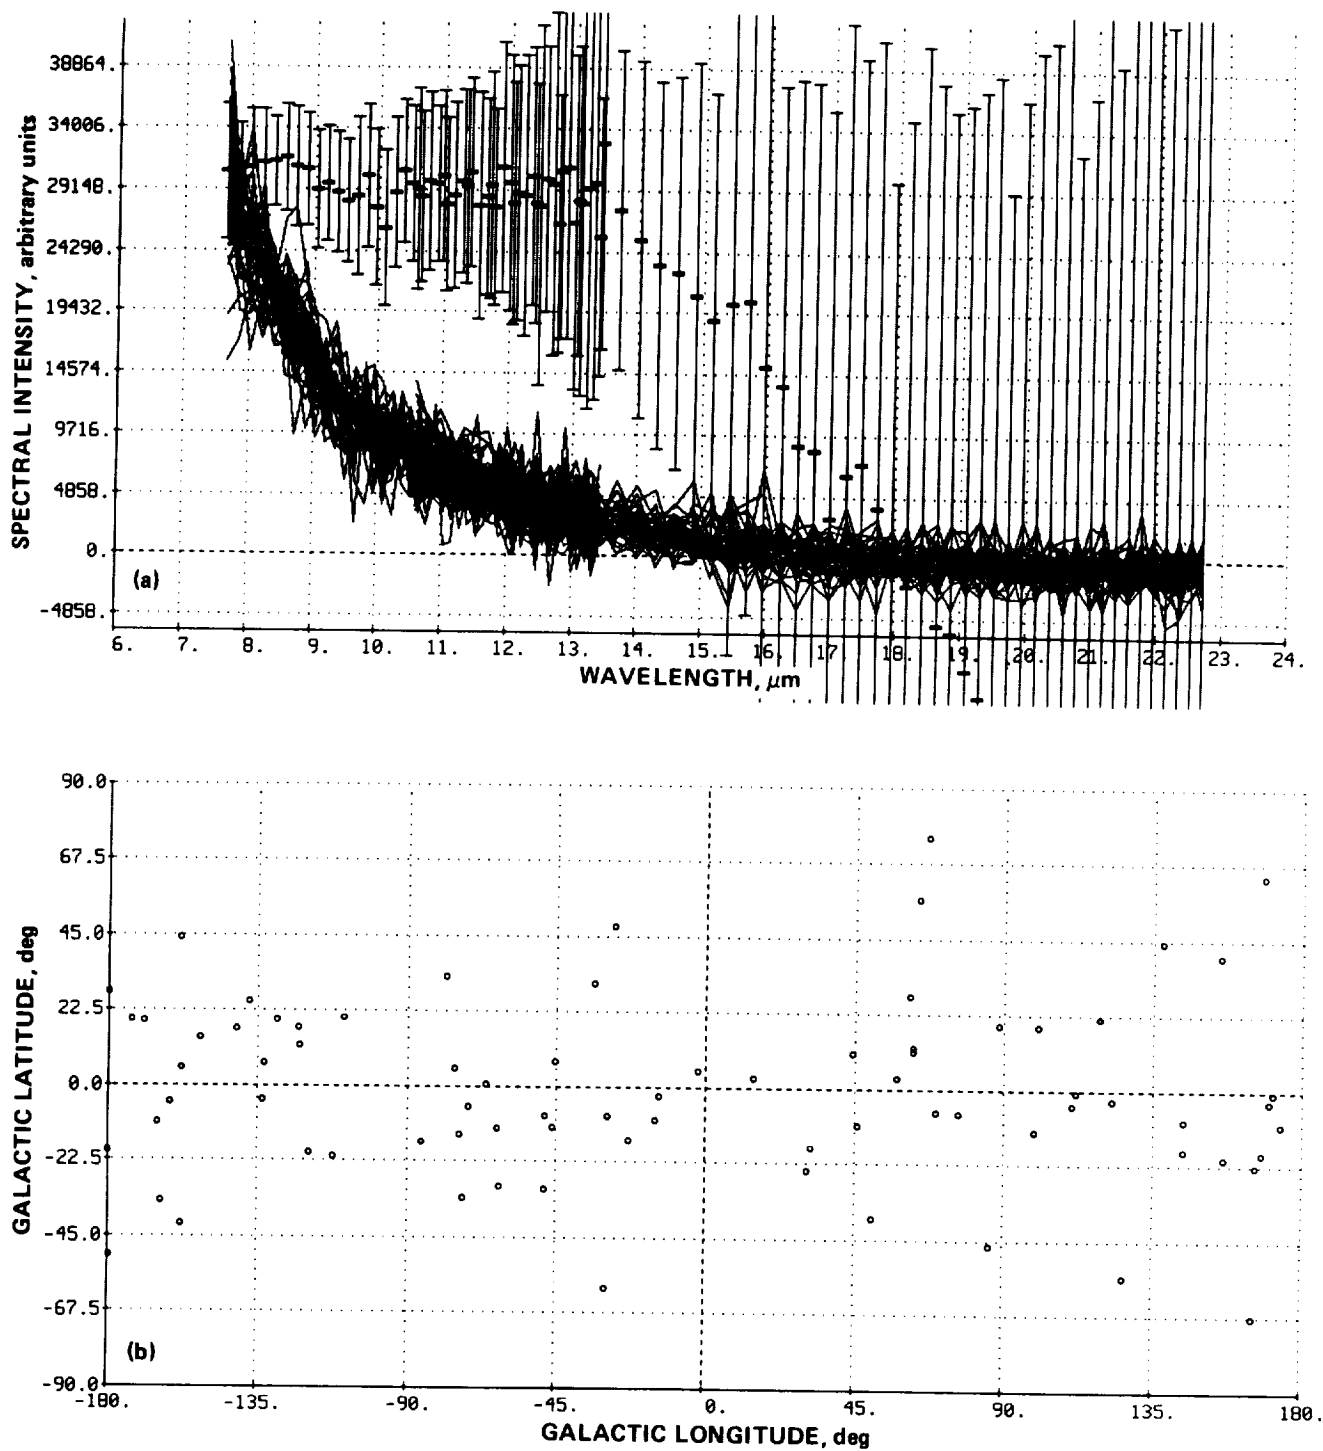 SPECTRAL INTENSITY, arbitrary units
38864.
34006.
29148.
24290.
19432.
14574.
9716.
4858.
0.
-4858.
(a)
6. 7. 8. 9. 10. 11. 12. 13. 14. 15. 16. 17. 18. 19. 20. 21. 22. 23. 24.
WAVELENGTH, μm
GALACTIC LATITUDE, deg
90.0
67.5
45.0
22.5
0.0
-22.5
-45.0
-67.5
-90.0
(b)
-180. -135. -90. -45. 0. 45. 90. 135. 180.
GALACTIC LONGITUDE, deg